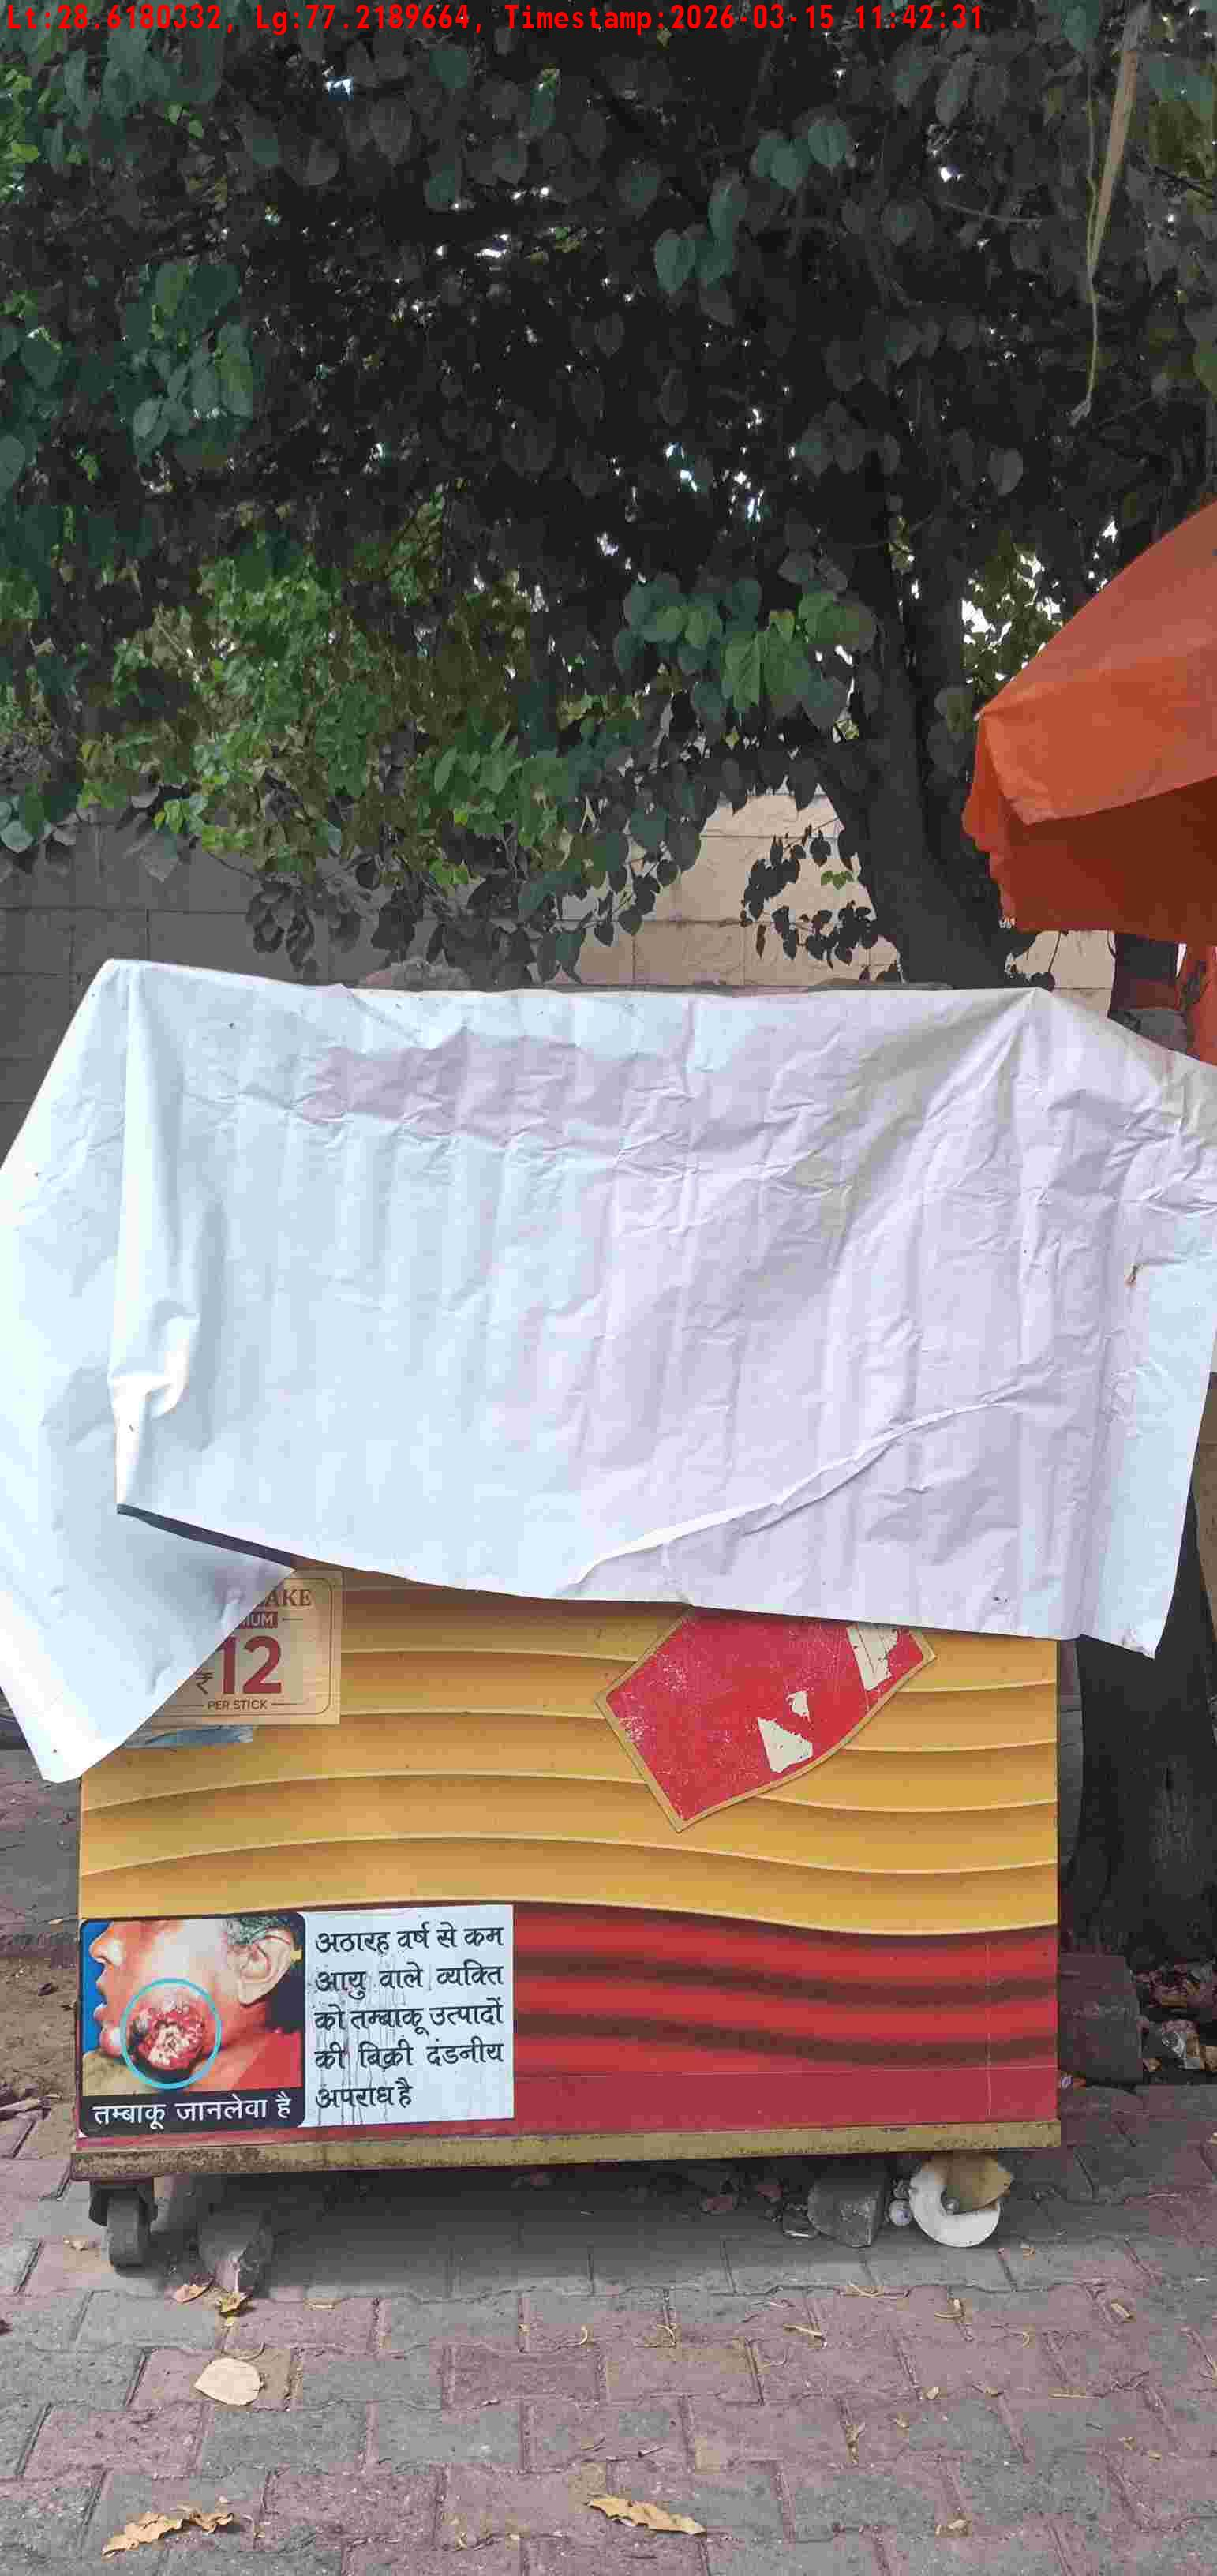 Lt:28.6180332, Lg:77.2189664, Timestamp:2026-03-15 11:42:31
AKE
IUM
₹12
PER STICK
अठारह वर्ष से कम
आयु वाले व्यक्ति
को तम्बाकू उत्पादों
की बिक्री दंडनीय
अपराध है
तम्बाकू जानलेवा है